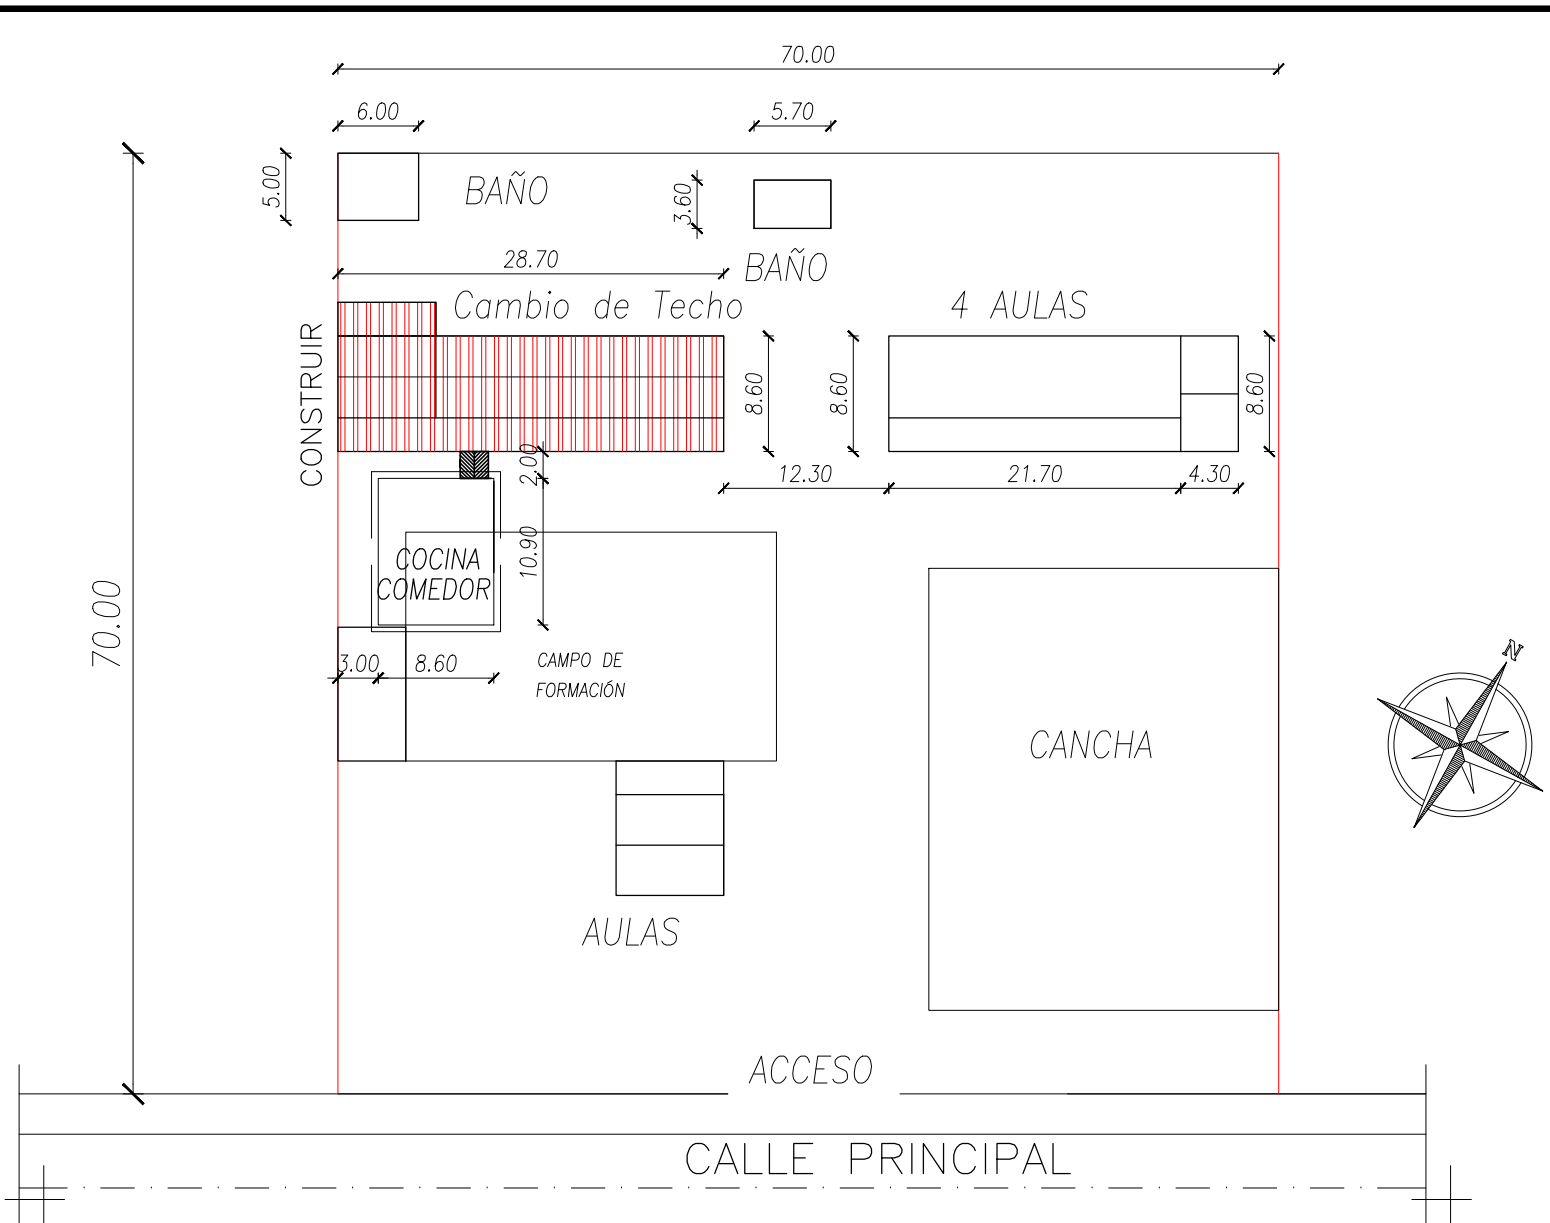 70.00
6.00
5.70
5.00
BAÑO
3.60
28.70
BAÑO
Cambio de Techo
4 AULAS
CONSTRUIR
8.60
8.60
8.60
2.00
12.30
21.70
4.30
10.90
COCINA
COMEDOR
70.00
3.00
8.60
CAMPO DE
FORMACIÓN
N
CANCHA
AULAS
ACCESO
CALLE PRINCIPAL